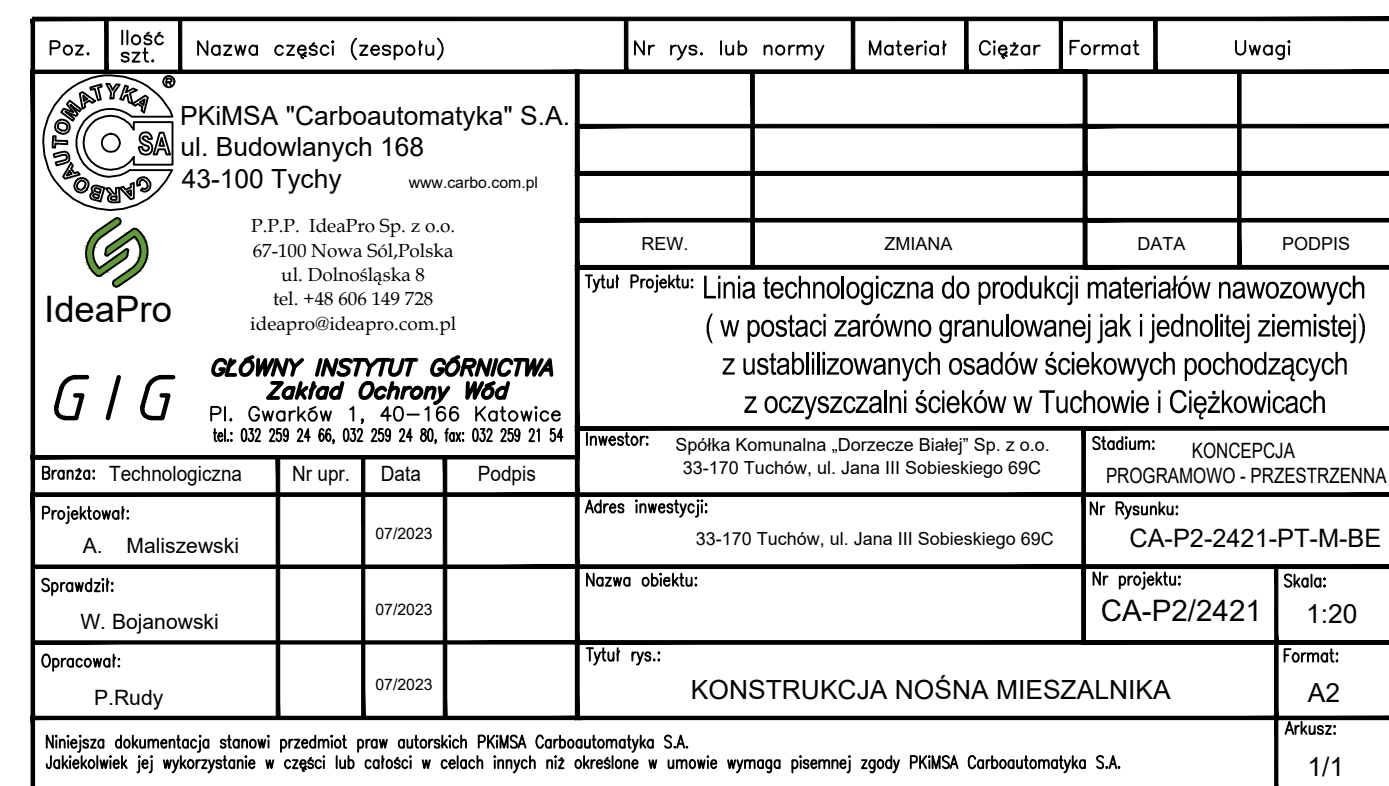 Poz. Ilość szt. Nazwa części (zespołu) Nr rys. lub normy Materiał Ciężar Format Uwagi
CARBOAUTOMATYKA ® SA
PKiMSA "Carboautomatyka" S.A.
ul. Budowlanych 168
43-100 Tychy www.carbo.com.pl
IdeaPro
P.P.P. IdeaPro Sp. z o.o.
67-100 Nowa Sól,Polska
ul. Dolnośląska 8
tel. +48 606 149 728
ideapro@ideapro.com.pl
GIG
GŁÓWNY INSTYTUT GÓRNICTWA
Zakład Ochrony Wód
Pl. Gwarków 1, 40-166 Katowice
tel.: 032 259 24 66, 032 259 24 80, fax: 032 259 21 54
REW. ZMIANA DATA PODPIS
Tytuł Projektu: Linia technologiczna do produkcji materiałów nawozowych
( w postaci zarówno granulowanej jak i jednolitej ziemistej)
z ustablilizowanych osadów ściekowych pochodzących
z oczyszczalni ścieków w Tuchowie i Ciężkowicach
Inwestor: Spółka Komunalna „Dorzecze Białej” Sp. z o.o.
33-170 Tuchów, ul. Jana III Sobieskiego 69C
Stadium: KONCEPCJA
PROGRAMOWO - PRZESTRZENNA
Branża: Technologiczna Nr upr. Data Podpis
Projektował:
A. Maliszewski 07/2023
Adres inwestycji:
33-170 Tuchów, ul. Jana III Sobieskiego 69C
Nr Rysunku:
CA-P2-2421-PT-M-BE
Sprawdził:
W. Bojanowski 07/2023
Nazwa obiektu:
Nr projektu:
CA-P2/2421
Skala:
1:20
Opracował:
P.Rudy 07/2023
Tytuł rys.:
KONSTRUKCJA NOŚNA MIESZALNIKA
Format:
A2
Niniejsza dokumentacja stanowi przedmiot praw autorskich PKiMSA Carboautomatyka S.A.
Jakiekolwiek jej wykorzystanie w części lub całości w celach innych niż określone w umowie wymaga pisemnej zgody PKiMSA Carboautomatyka S.A.
Arkusz:
1/1